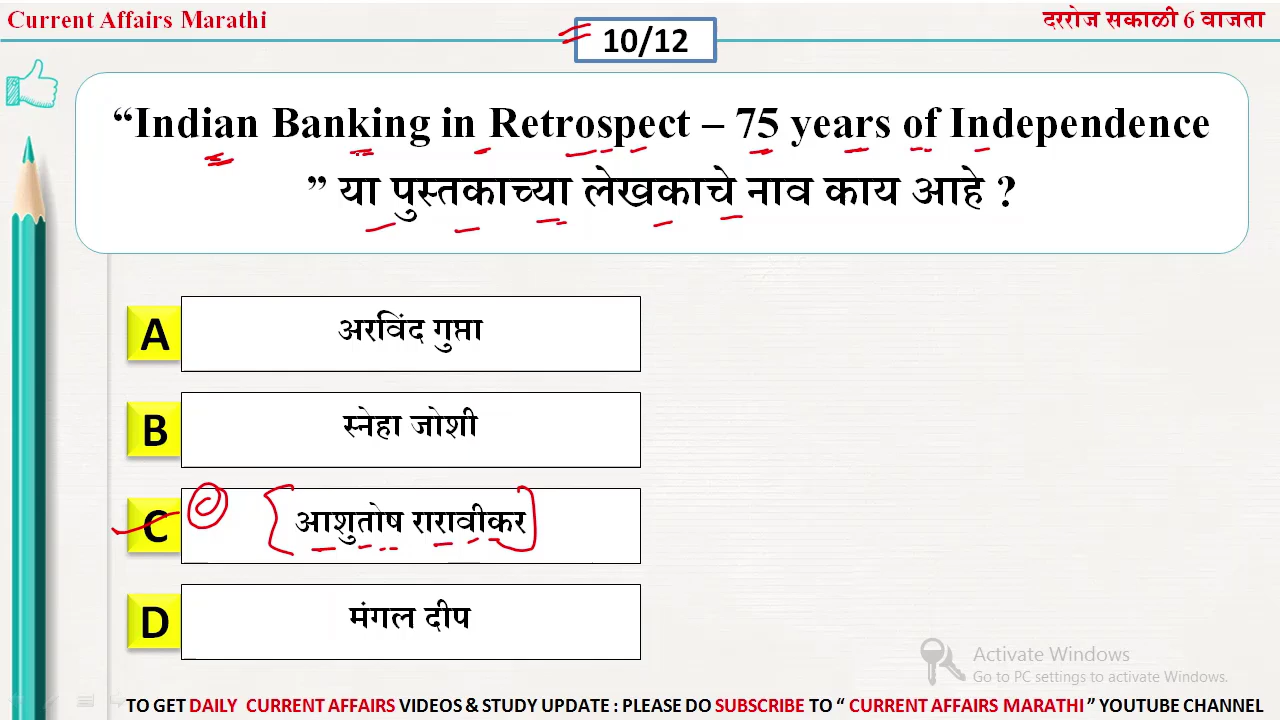 Current Affairs Marathi
10/12
दररोज सकाळी 6 वाजता
“Indian Banking in Retrospect – 75 years of Independence
” या पुस्तकाच्या लेखकाचे नाव काय आहे ?
A
अरविंद गुप्ता
B
स्नेहा जोशी
C
आशुतोष रारावीकर
D
मंगल दीप
Activate Windows
Go to PC settings to activate Windows.
TO GET DAILY CURRENT AFFAIRS VIDEOS & STUDY UPDATE : PLEASE DO SUBSCRIBE TO “ CURRENT AFFAIRS MARATHI ” YOUTUBE CHANNEL